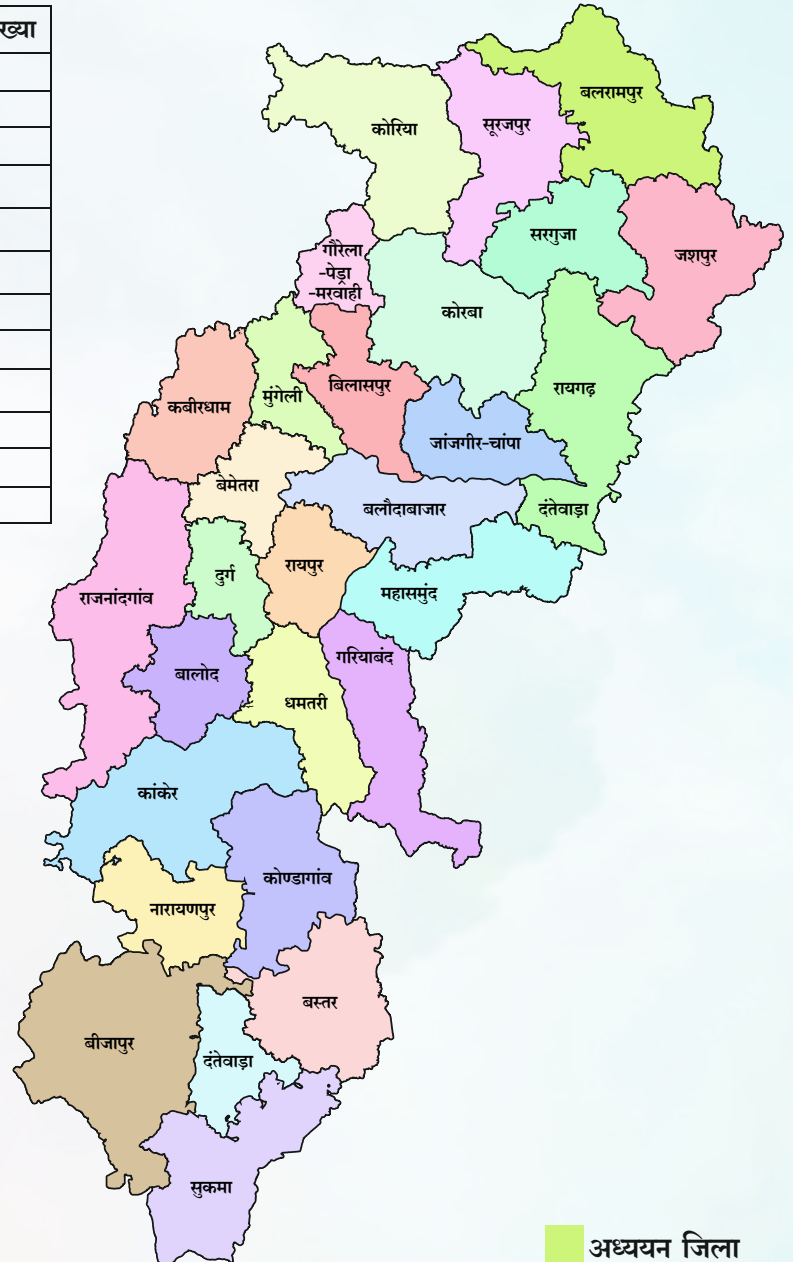 ख्या
बलरामपुर
कोरिया
सूरजपुर
सरगुजा
जशपुर
गौरेला
-पेड्रा
-मरवाही
कोरबा
रायगढ़
कबीरधाम
मुंगेली
बिलासपुर
जांजगीर-चांपा
बेमेतरा
बलौदाबाजार
दंतेवाड़ा
राजनांदगांव
दुर्ग
रायपुर
महासमुंद
बालोद
धमतरी
गरियाबंद
कांकेर
कोण्डागांव
नारायणपुर
बस्तर
बीजापुर
दंतेवाड़ा
सुकमा
अध्ययन जिला